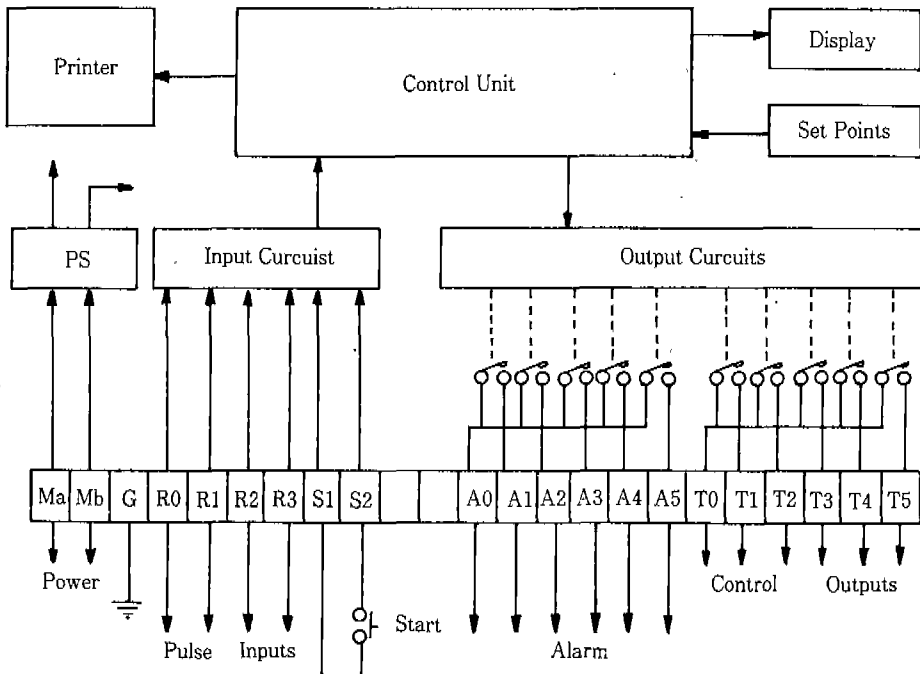 Printer
Control Unit
Display
Set Points
PS
Input Curcuist
Output Curcuits
Ma Mb G R0 R1 R2 R3 S1 S2 A0 A1 A2 A3 A4 A5 T0 T1 T2 T3 T4 T5
Power
Control Outputs
Start
Pulse Inputs
Alarm